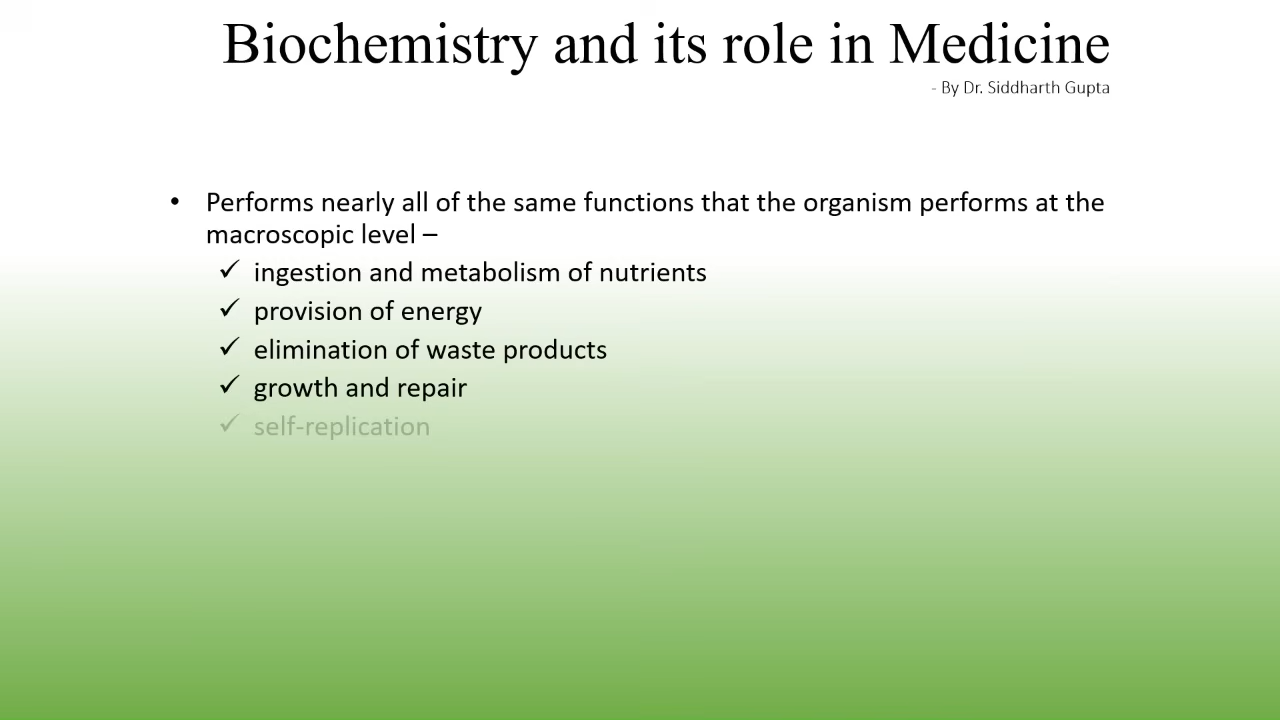 Biochemistry and its role in Medicine
- By Dr. Siddharth Gupta
• Performs nearly all of the same functions that the organism performs at the
macroscopic level –
✓ ingestion and metabolism of nutrients
✓ provision of energy
✓ elimination of waste products
✓ growth and repair
✓ self-replication